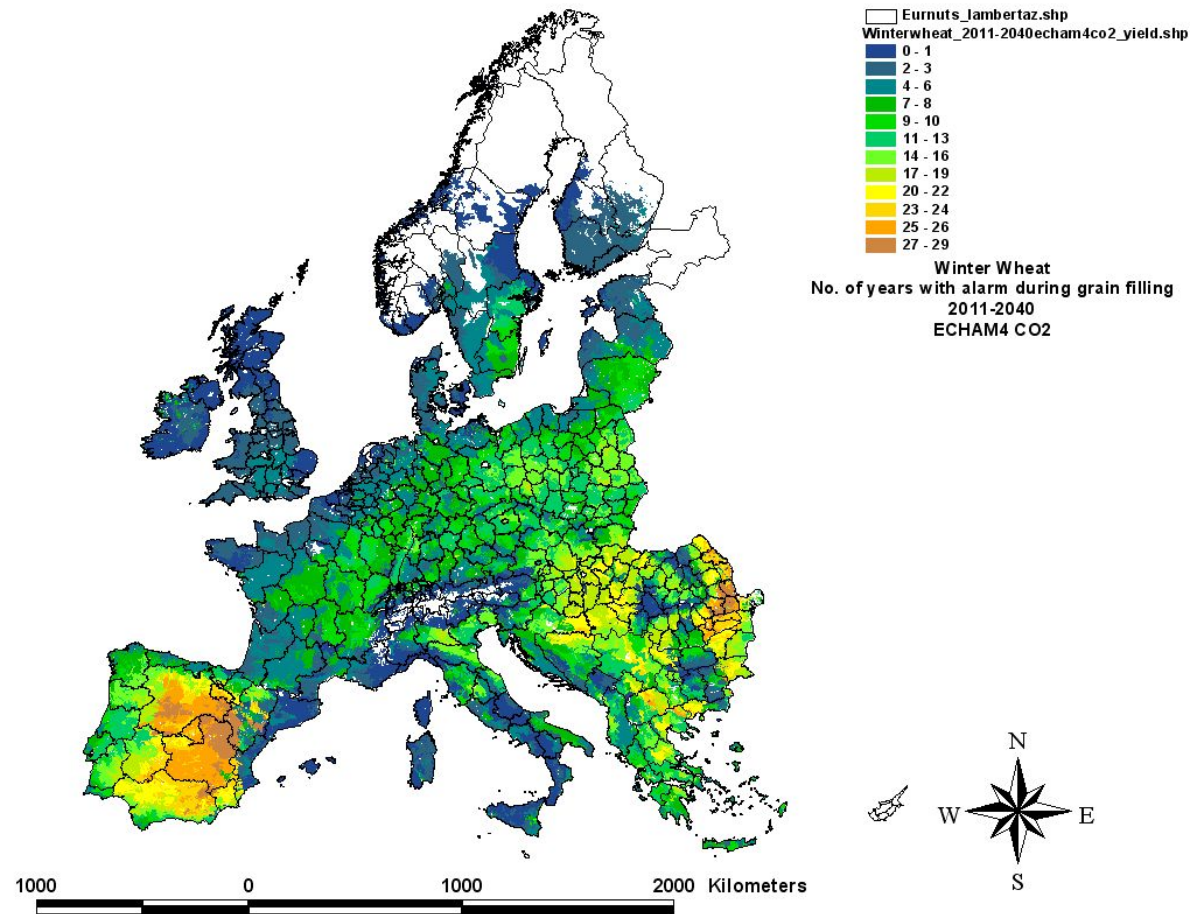 Eurnuts_lambertaz.shp
Winterwheat_2011-2040echam4co2_yield.shp
0 - 1
2 - 3
4 - 6
7 - 8
9 - 10
11 - 13
14 - 16
17 - 19
20 - 22
23 - 24
25 - 26
27 - 29
Winter Wheat
No. of years with alarm during grain filling
2011-2040
ECHAM4 CO2
N
W E
S
1000 0 1000 2000 Kilometers